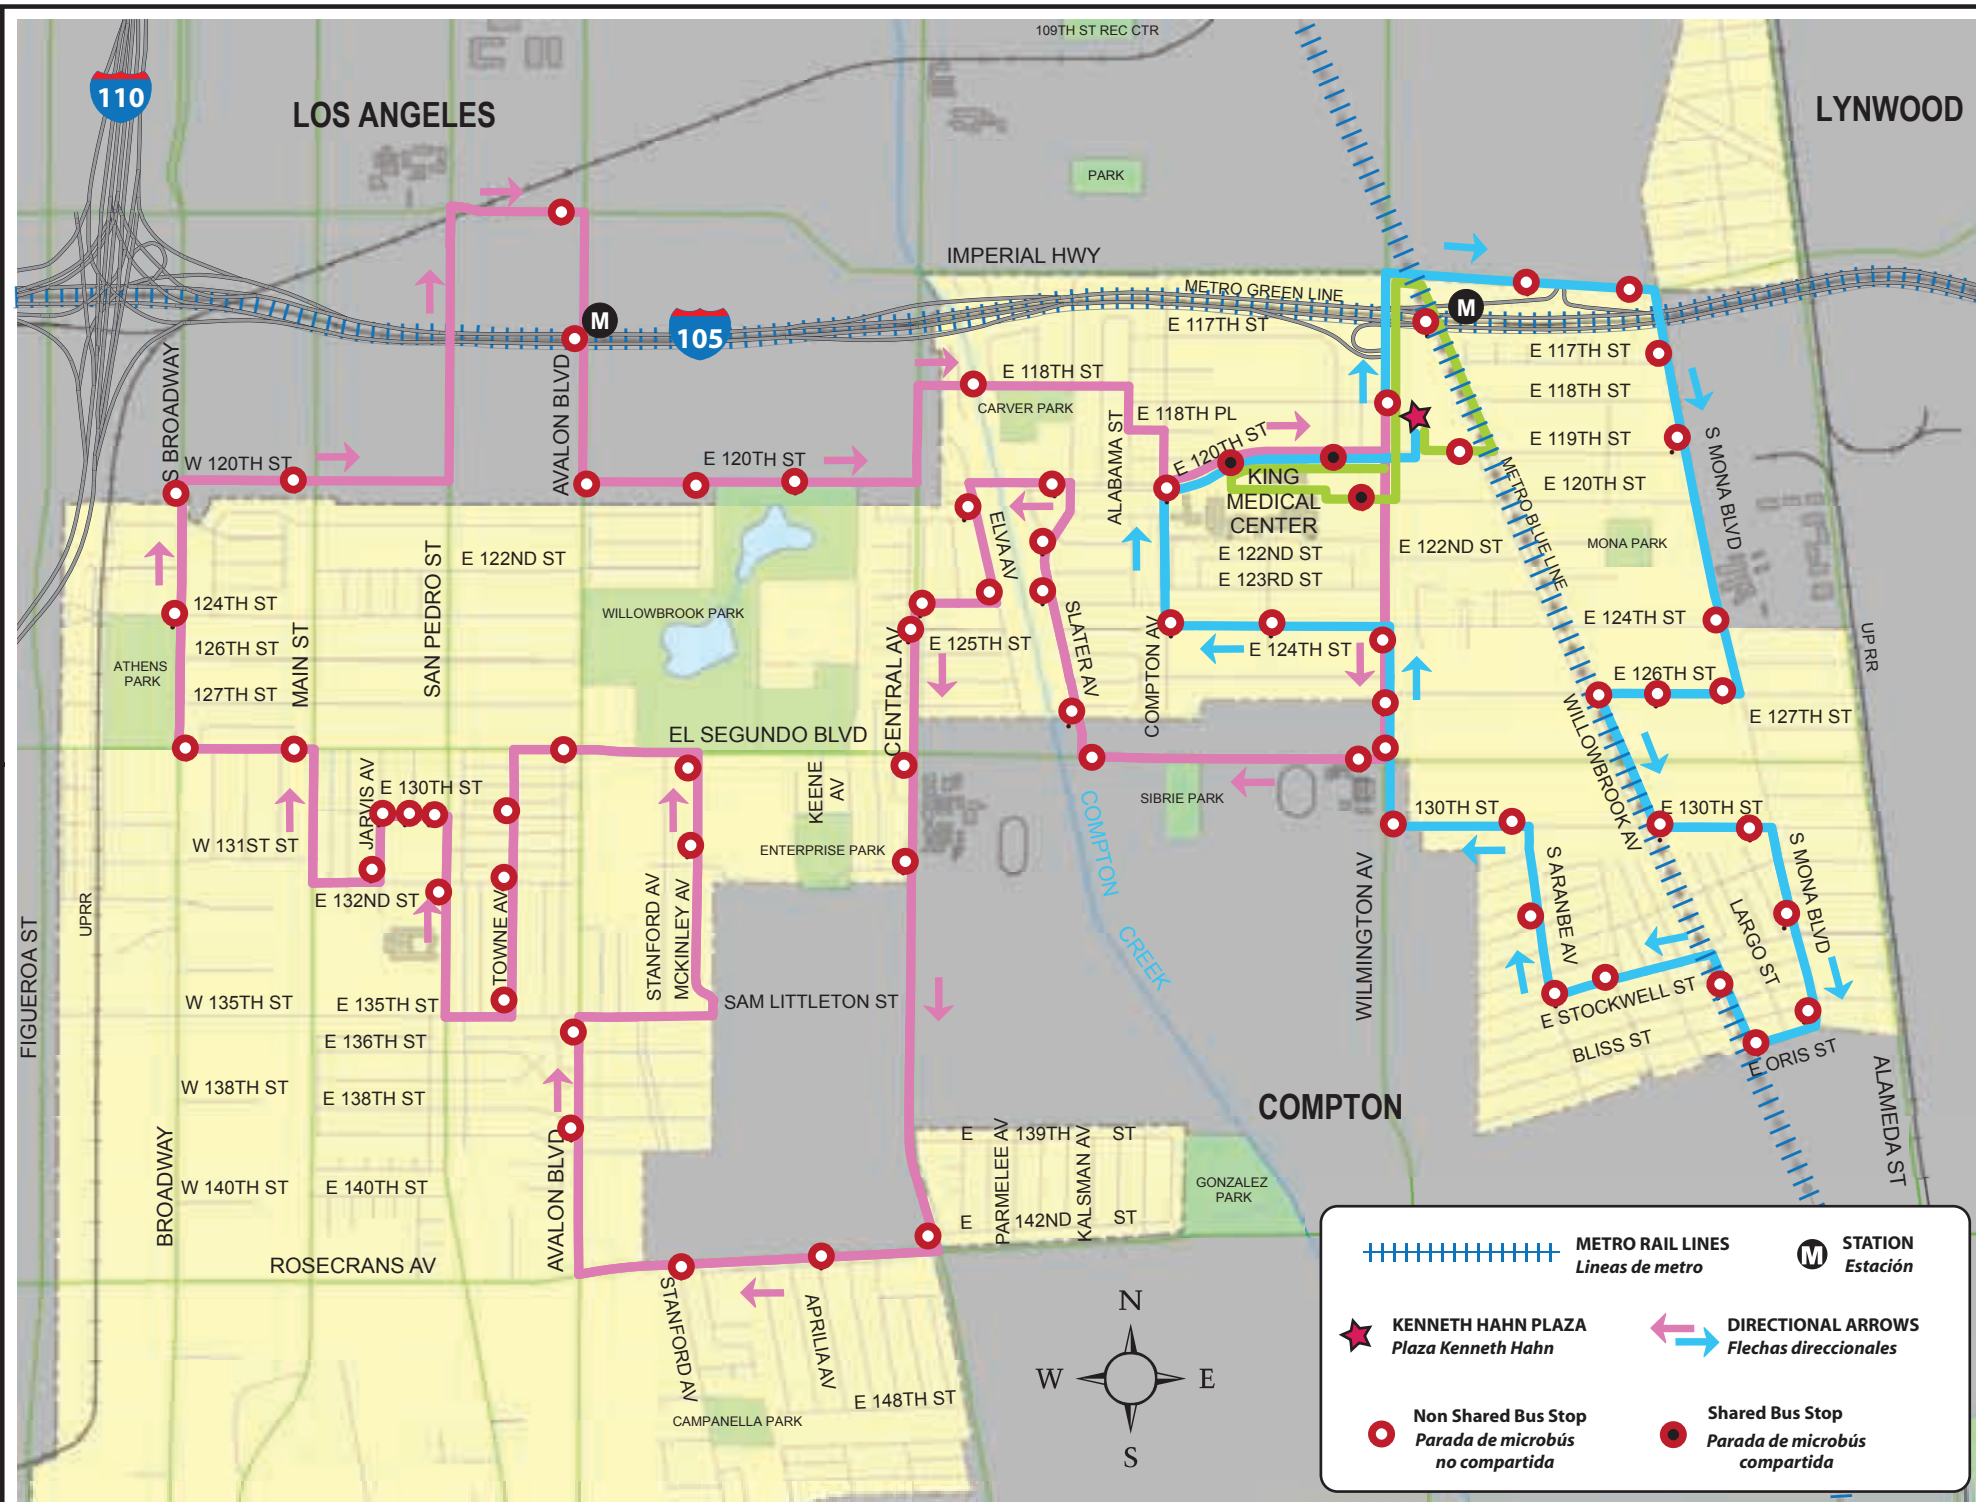 109TH ST REC CTR
110
LOS ANGELES
LYNWOOD
PARK
IMPERIAL HWY
METRO GREEN LINE
M
M
105
E 117TH ST
E 117TH ST
S BROADWAY
AVALON BLVD
E 118TH ST
E 118TH ST
CARVER PARK
ALABAMA ST
E 118TH PL
E 120TH ST
E 119TH ST
S MONA BLVD
W 120TH ST
E 120TH ST
KING
MEDICAL
CENTER
METRO BLUE LINE
E 120TH ST
SAN PEDRO ST
E 122ND ST
ELVA AV
E 122ND ST
E 122ND ST
MONA PARK
E 123RD ST
124TH ST
WILLOWBROOK PARK
SLATER AV
COMPTON AV
E 124TH ST
UP RR
126TH ST
MAIN ST
CENTRAL AV
E 125TH ST
E 124TH ST
ATHENS
PARK
E 126TH ST
127TH ST
WILLOWBROOK AV
E 127TH ST
EL SEGUNDO BLVD
JARVIS AV
E 130TH ST
KEENE
AV
SIBRIE PARK
130TH ST
E 130TH ST
W 131ST ST
ENTERPRISE PARK
COMPTON
CREEK
WILMINGTON AV
S ARANBE AV
S MONA BLVD
LARGO ST
E 132ND ST
TOWNE AV
STANFORD AV
MCKINLEY AV
UPRR
FIGUEROA ST
W 135TH ST
E 135TH ST
SAM LITTLETON ST
E STOCKWELL ST
E 136TH ST
BLISS ST
E ORIS ST
W 138TH ST
E 138TH ST
COMPTON
ALAMEDA ST
BROADWAY
AVALON BLVD
E 139TH ST
PARMELEE AV
KALSMAN AV
W 140TH ST
E 140TH ST
GONZALEZ
PARK
E 142ND ST
ROSECRANS AV
STANFORD AV
APRILIA AV
E 148TH ST
CAMPANELLA PARK
N
W
E
S
METRO RAIL LINES
Lineas de metro
M
STATION
Estación
KENNETH HAHN PLAZA
Plaza Kenneth Hahn
DIRECTIONAL ARROWS
Flechas direccionales
Non Shared Bus Stop
Parada de microbús
no compartida
Shared Bus Stop
Parada de microbús
compartida